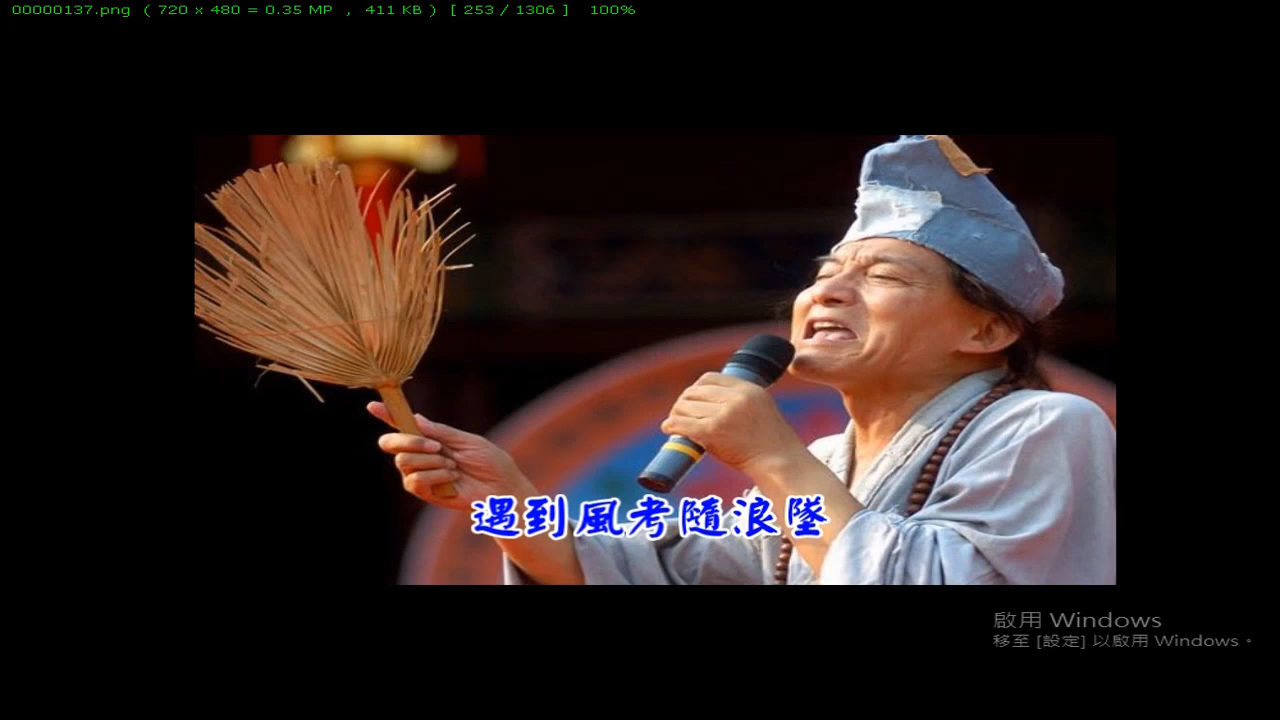 00000137.png ( 720 x 480 = 0.35 MP , 411 KB ) [ 253 / 1306 ] 100%
遇到風考隨浪墜
啟用 Windows
移至 [設定] 以啟用 Windows。